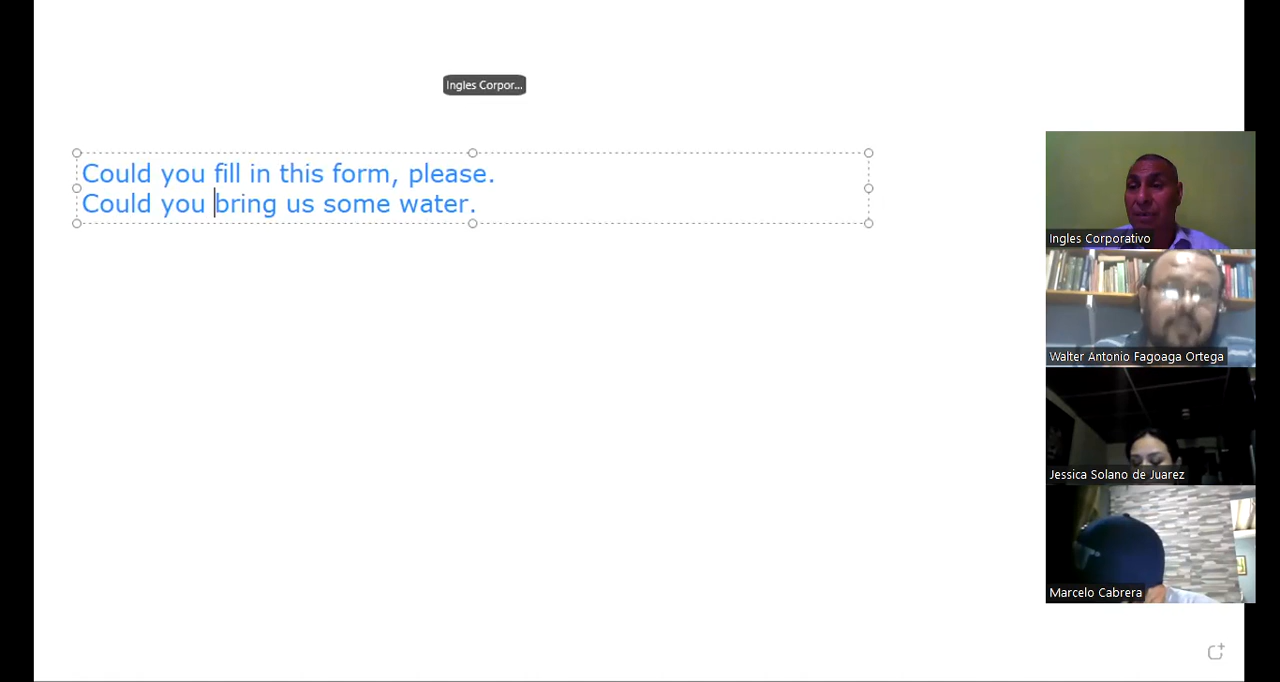 Ingles Corpor...
Could you fill in this form, please.
Could you bring us some water.
Ingles Corporativo
Walter Antonio Fagoaga Ortega
Jessica Solano de Juarez
Marcelo Cabrera